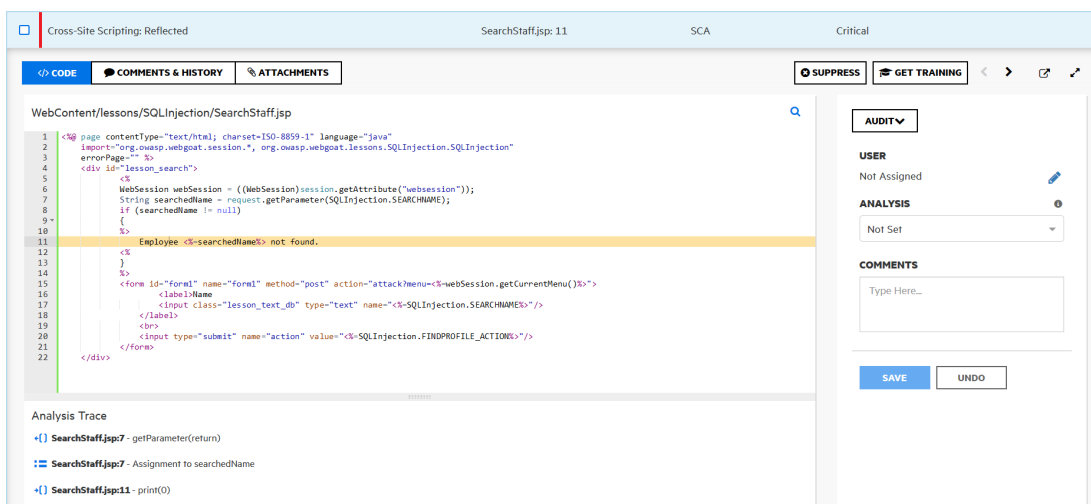 Cross-Site Scripting: Reflected SearchStaff.jsp: 11 SCA Critical
</> CODE COMMENTS & HISTORY ATTACHMENTS SUPPRESS GET TRAINING
WebContent/lessons/SQLInjection/SearchStaff.jsp
1 <%@ page contentType="text/html; charset=ISO-8859-1" language="java"
2 import="org.owasp.webgoat.session.*, org.owasp.webgoat.lessons.SQLInjection.SQLInjection"
3 errorPage="" %>
4 <div id="lesson_search">
5 <%
6 WebSession webSession = ((WebSession)session.getAttribute("websession"));
7 String searchedName = request.getParameter(SQLInjection.SEARCHNAME);
8 if (searchedName != null)
9 {
10 %>
11 Employee <%=searchedName%> not found.
12 <%
13 }
14 %>
15 <form id="form1" name="form1" method="post" action="attack?menu=<%=webSession.getCurrentMenu()%>">
16 <label>Name
17 <input class="lesson_text_db" type="text" name="<%=SQLInjection.SEARCHNAME%>"/>
18 </label>
19 <br>
20 <input type="submit" name="action" value="<%=SQLInjection.FINDPROFILE_ACTION%>"/>
21 </form>
22 </div>
Analysis Trace
SearchStaff.jsp:7 - getParameter(return)
SearchStaff.jsp:7 - Assignment to searchedName
SearchStaff.jsp:11 - print(0)
AUDIT
USER
Not Assigned
ANALYSIS
Not Set
COMMENTS
Type Here...
SAVE UNDO